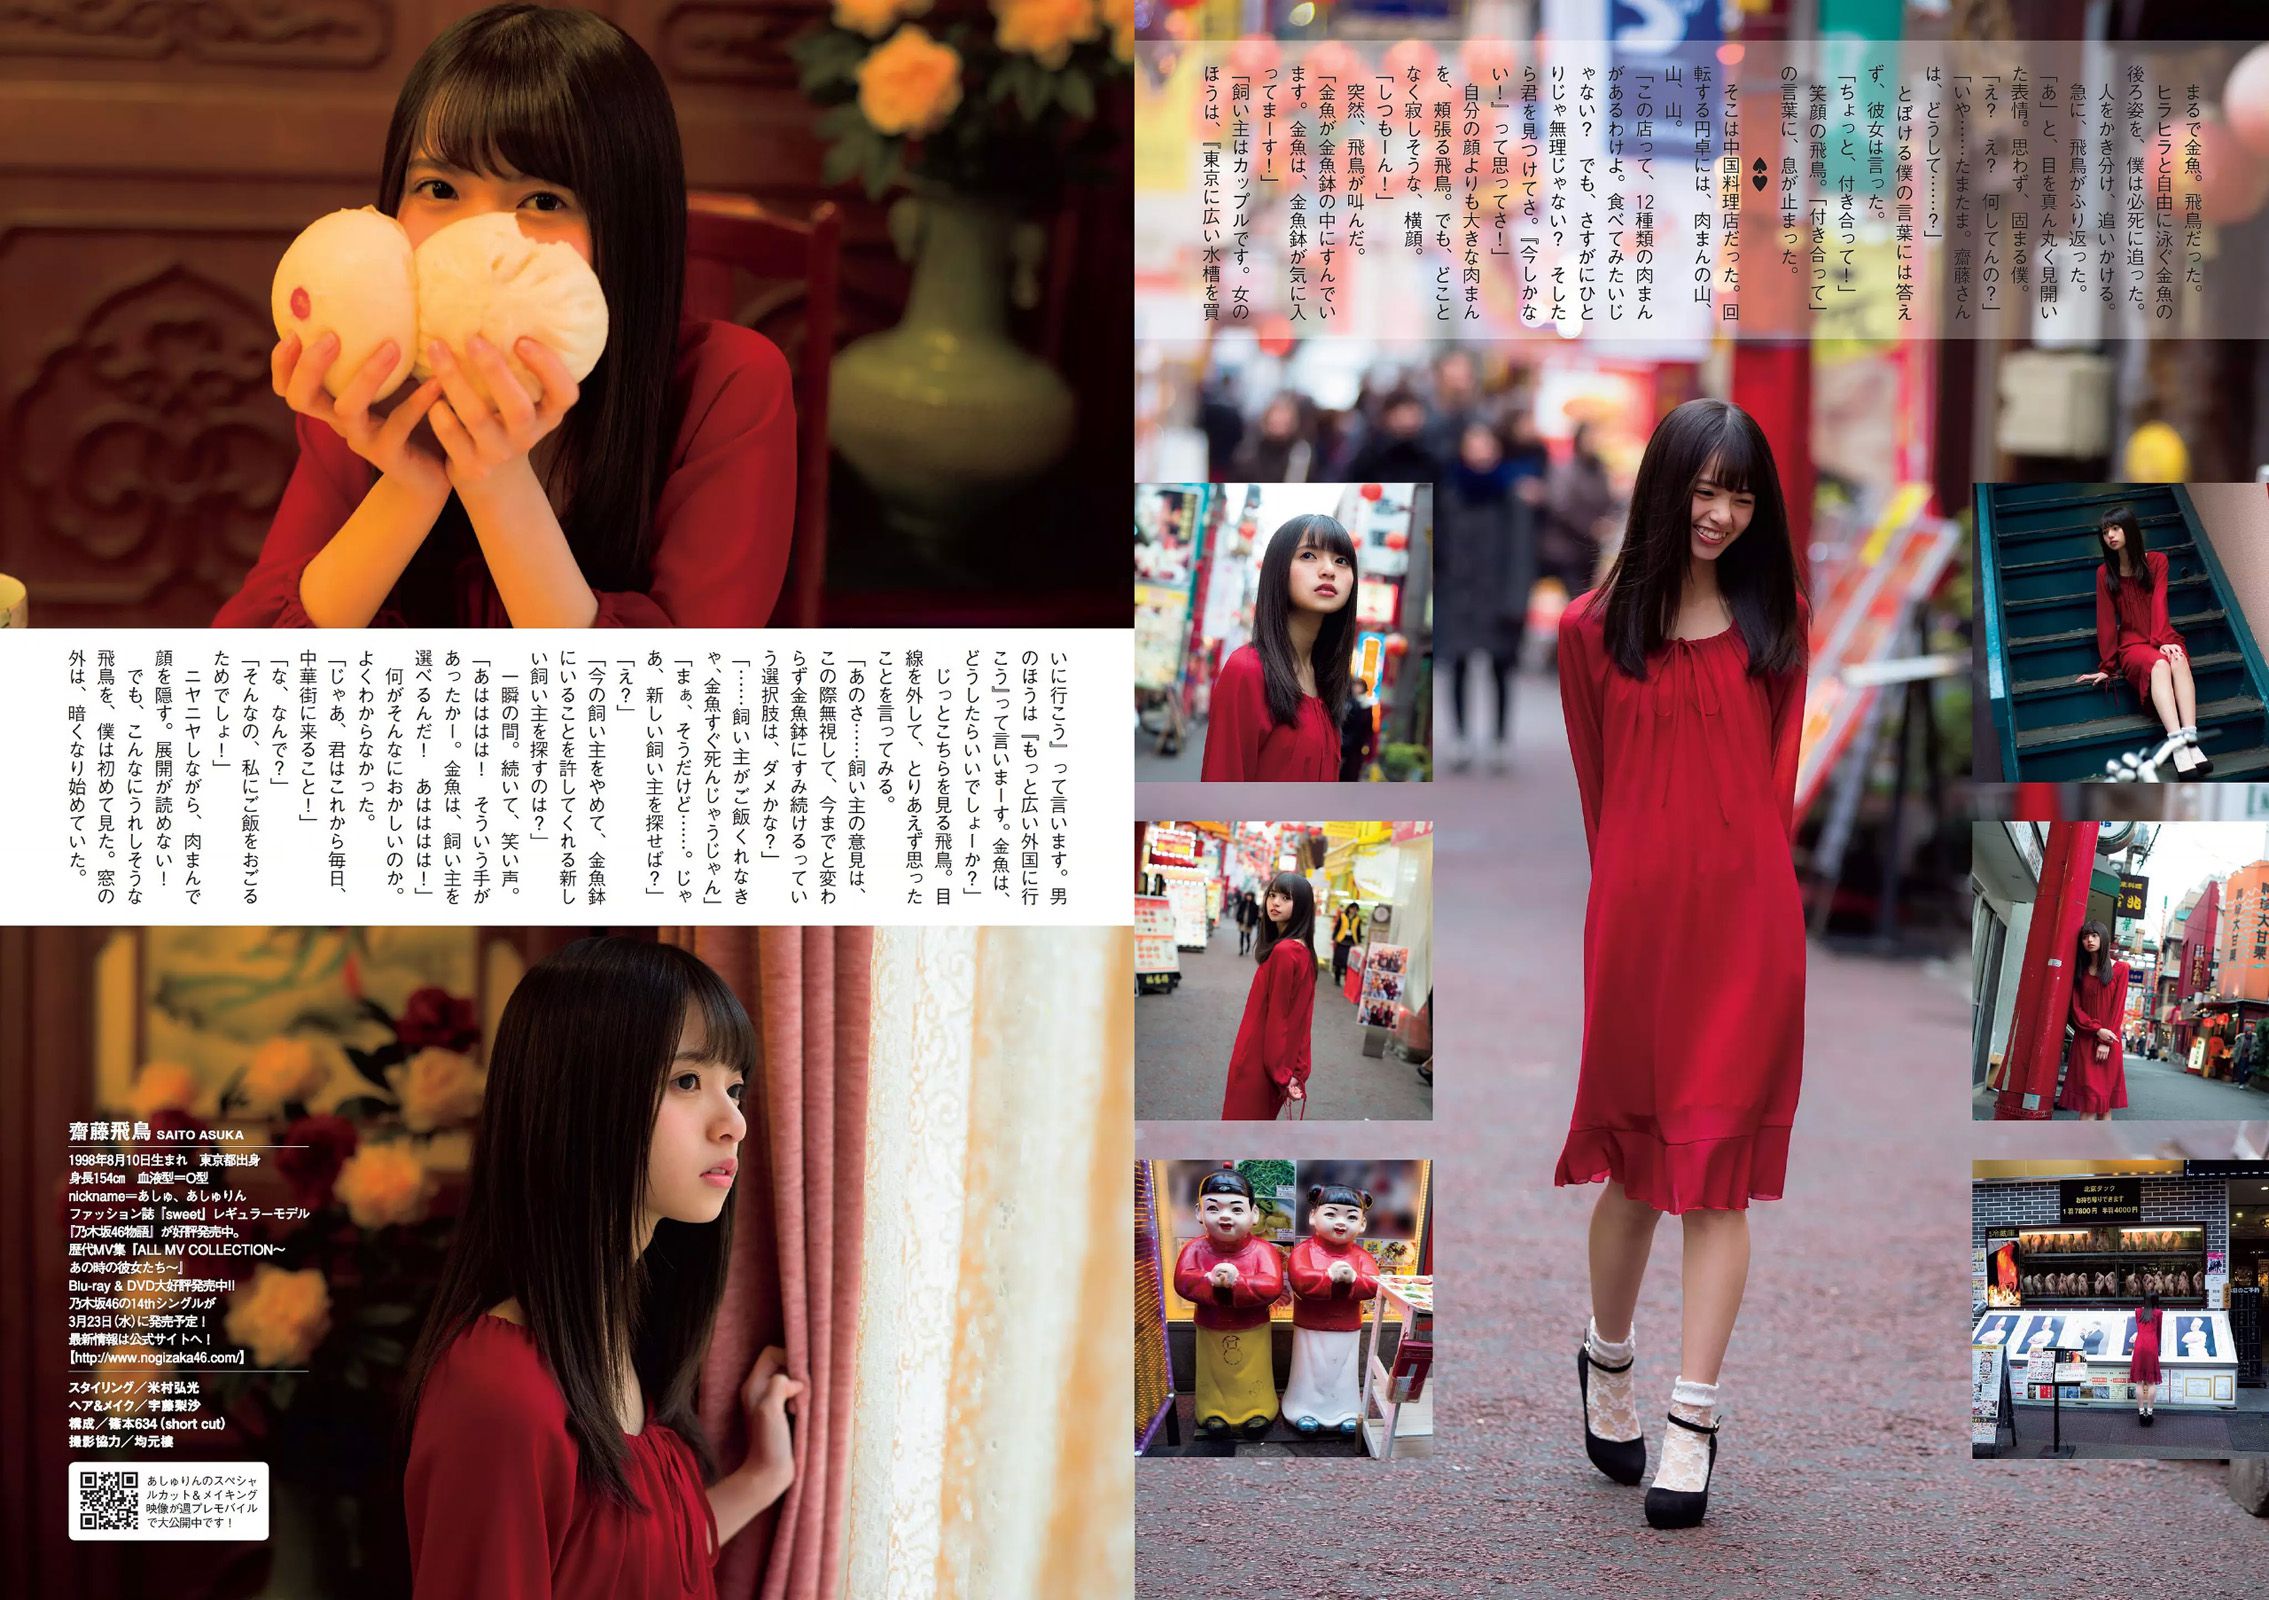 まるで金魚。飛鳥だった。
ヒラヒラと自由に泳ぐ金魚の
後ろ姿を、僕は必死に追った。
人をかき分け、追いかける。
急に、飛鳥がふり返った。
「あ」と、目を真ん丸く見開い
た表情。思わず、固まる僕。
「え? え? 何してんの?」
「いや……たまたま。齋藤さん
は、どうして……?」
とぼける僕の言葉には答え
ず、彼女は言った。
「ちょっと、付き合って!」
笑顔の飛鳥。「付き合って」
の言葉に、息が止まった。
♠♥
そこは中国料理店だった。回
転する円卓には、肉まんの山、
山、山。
「この店って、12種類の肉まん
があるわけよ。食べてみたいじ
ゃない? でも、さすがにひと
りじゃ無理じゃない? そした
ら君を見つけてさ。『今しかな
い!』って思ってさ!」
自分の顔よりも大きな肉まん
を、頬張る飛鳥。でも、どこと
なく寂しそうな、横顔。
「しつもーん!」
突然、飛鳥が叫んだ。
「金魚が金魚鉢の中にすんでい
ます。金魚は、金魚鉢が気に入
ってまーす!」
「飼い主はカップルです。女の
ほうは、『東京に広い水槽を買
いに行こう』って言います。男
のほうは『もっと広い外国に行
こう』って言いまーす。金魚は、
どうしたらいいでしょーか?」
じっとこちらを見る飛鳥。目
線を外して、とりあえず思った
ことを言ってみる。
「あのさ……飼い主の意見は、
この際無視して、今までと変わ
らず金魚鉢にすみ続けるってい
う選択肢は、ダメかな?」
「……飼い主がご飯くれなき
ゃ、金魚すぐ死んじゃうじゃん」
「まぁ、そうだけど……。じゃ
あ、新しい飼い主を探せば?」
「え?」
「今の飼い主をやめて、金魚鉢
にいることを許してくれる新し
い飼い主を探すのは?」
一瞬の間。続いて、笑い声。
「あはははは! そういう手が
あったかー。金魚は、飼い主を
選べるんだ! あはははは!」
何がそんなにおかしいのか。
よくわからなかった。
「じゃあ、君はこれから毎日、
中華街に来ること!」
「な、なんで?」
「そんなの、私にご飯をおごる
ためでしょ!」
ニヤニヤしながら、肉まんで
顔を隠す。展開が読めない!
でも、こんなにうれしそうな
飛鳥を、僕は初めて見た。窓の
外は、暗くなり始めていた。
齋藤飛鳥 SAITO ASUKA
1998年8月10日生まれ 東京都出身
身長154㎝ 血液型=O型
nickname=あしゅ、あしゅりん
ファッション誌『sweet』レギュラーモデル
『乃木坂46物語』が好評発売中。
歴代MV集『ALL MV COLLECTION〜
あの時の彼女たち〜』
Blu-ray & DVD大好評発売中!!
乃木坂46の14thシングルが
3月23日(水)に発売予定!
最新情報は公式サイトへ!
【http://www.nogizaka46.com/】
スタイリング/米村弘光
ヘア&メイク/宇藤梨沙
構成/篠本634(short cut)
撮影協力/均元樓
あしゅりんのスペシャ
ルカット&メイキング
映像が週プレモバイル
で大公開中です!
北京ダック
お持ち帰りできます
1羽7800円 半羽4000円